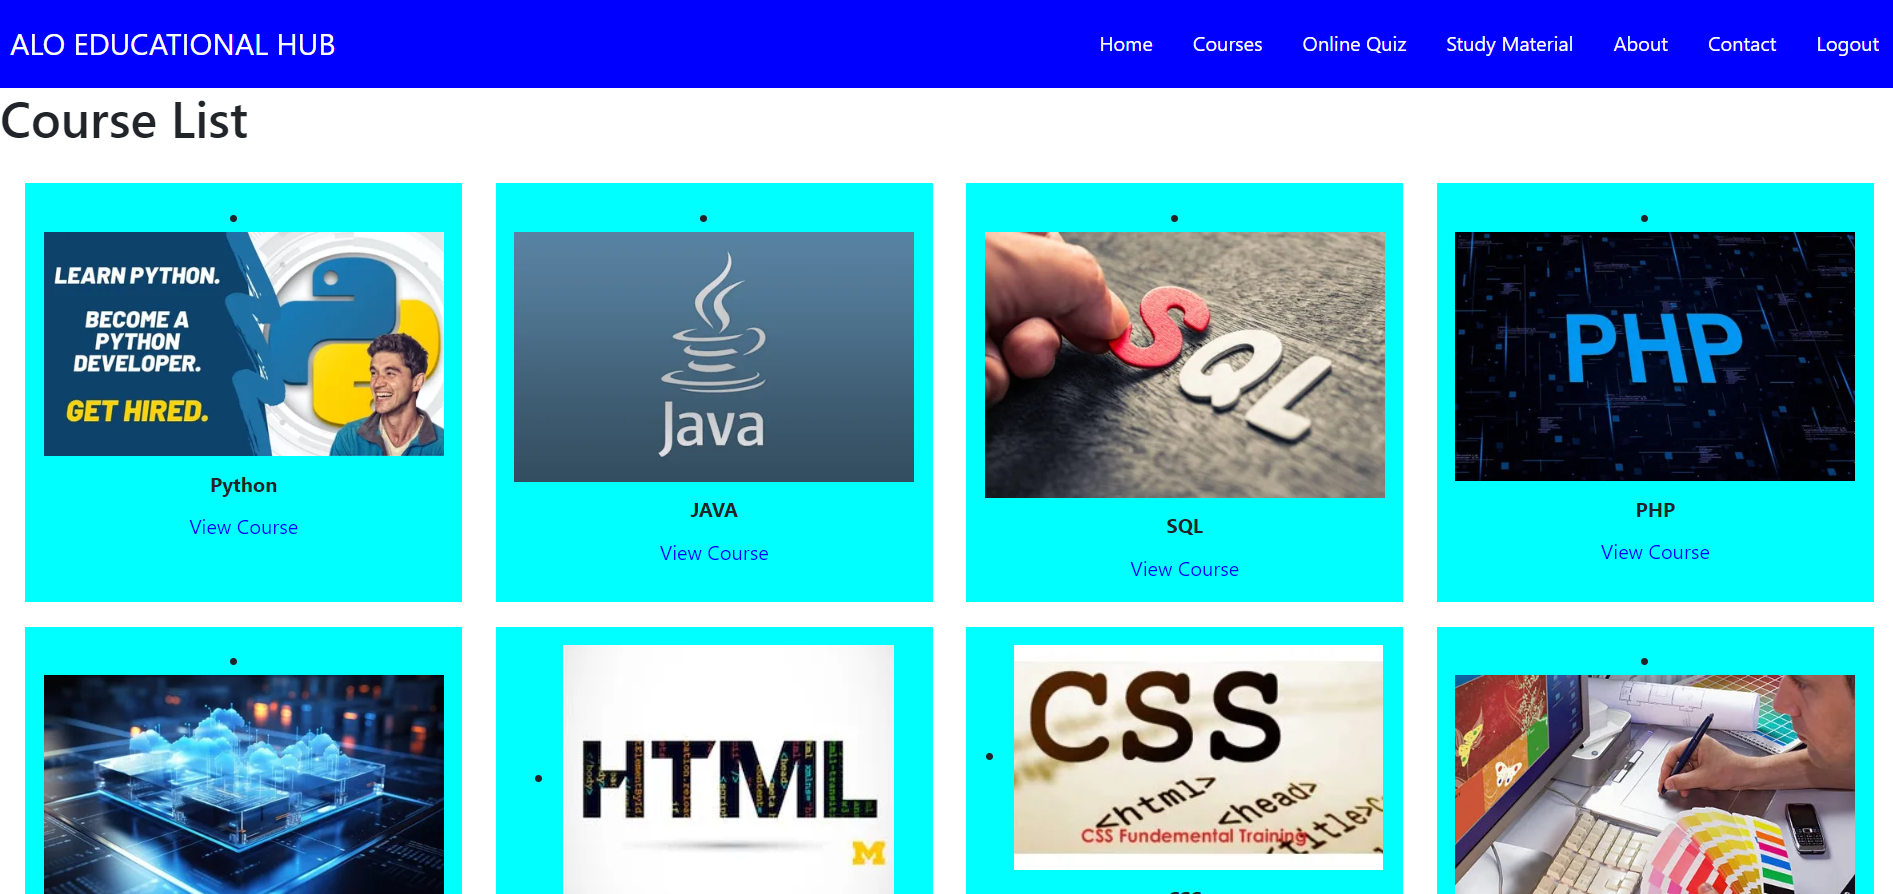 ALO EDUCATIONAL HUB
Home Courses Online Quiz Study Material About Contact Logout
Course List
LEARN PYTHON.
BECOME A
PYTHON
DEVELOPER.
GET HIRED.
Python
View Course
Java
JAVA
View Course
SQL
SQL
View Course
PHP
PHP
View Course
HTML
M
CSS
<html>
<head>
<title>
CSS Fundemental Training